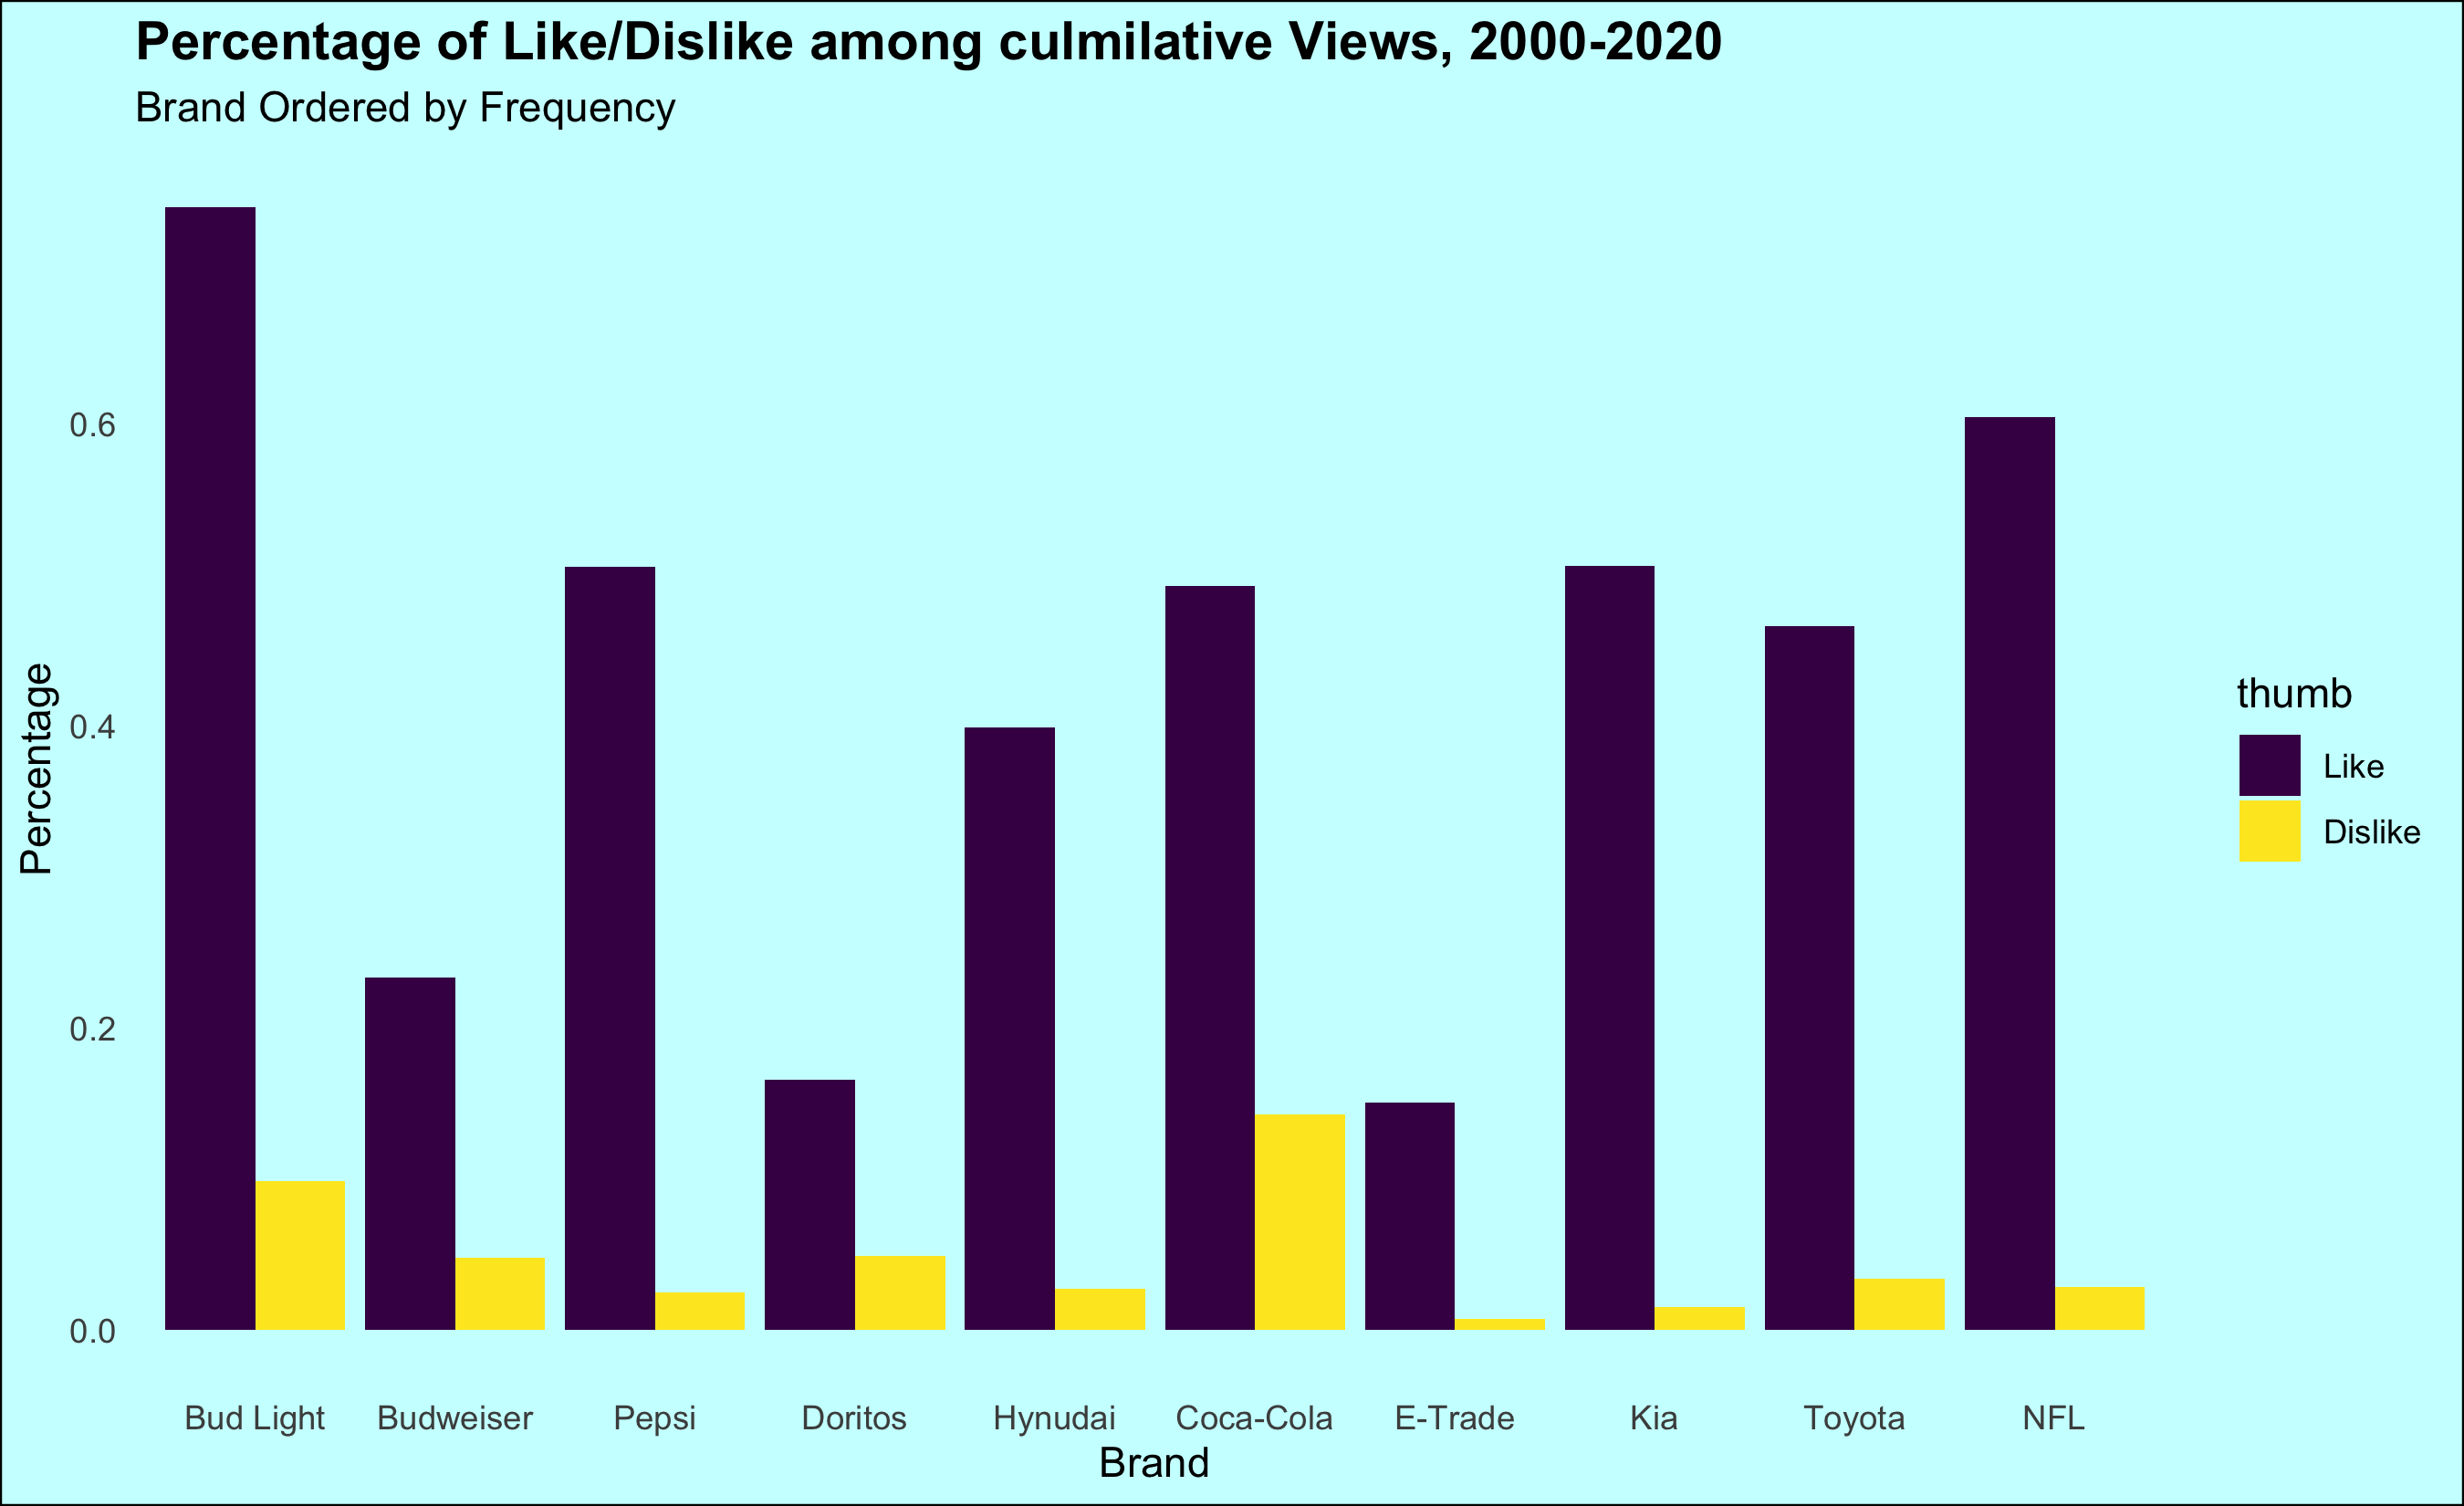 Percentage of Like/Dislike among culmilative Views, 2000-2020
Brand Ordered by Frequency
Percentage
0.6
0.4
0.2
0.0
Bud Light
Budweiser
Pepsi
Doritos
Hynudai
Coca-Cola
E-Trade
Kia
Toyota
NFL
Brand
thumb
Like
Dislike